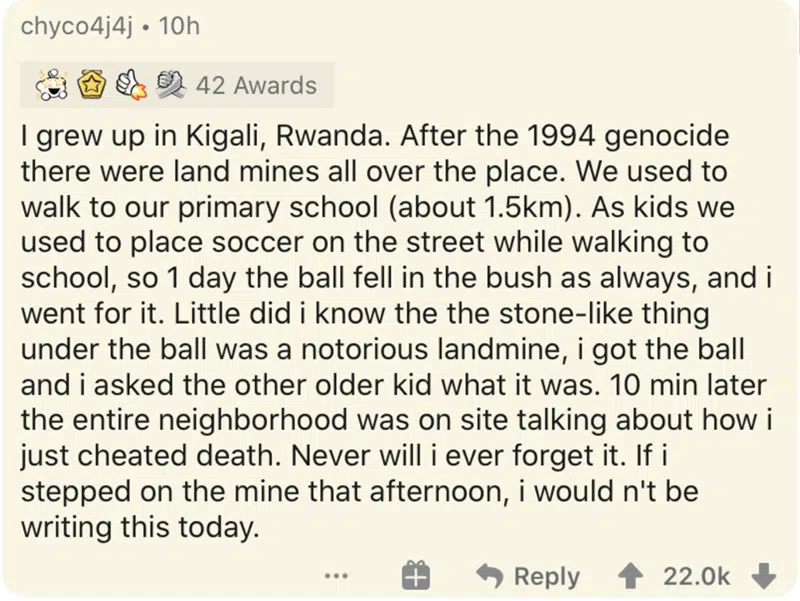 chyco4j4j • 10h
42 Awards
I grew up in Kigali, Rwanda. After the 1994 genocide
there were land mines all over the place. We used to
walk to our primary school (about 1.5km). As kids we
used to place soccer on the street while walking to
school, so 1 day the ball fell in the bush as always, and i
went for it. Little did i know the the stone-like thing
under the ball was a notorious landmine, i got the ball
and i asked the other older kid what it was. 10 min later
the entire neighborhood was on site talking about how i
just cheated death. Never will i ever forget it. If i
stepped on the mine that afternoon, i would n't be
writing this today.
Reply 22.0k